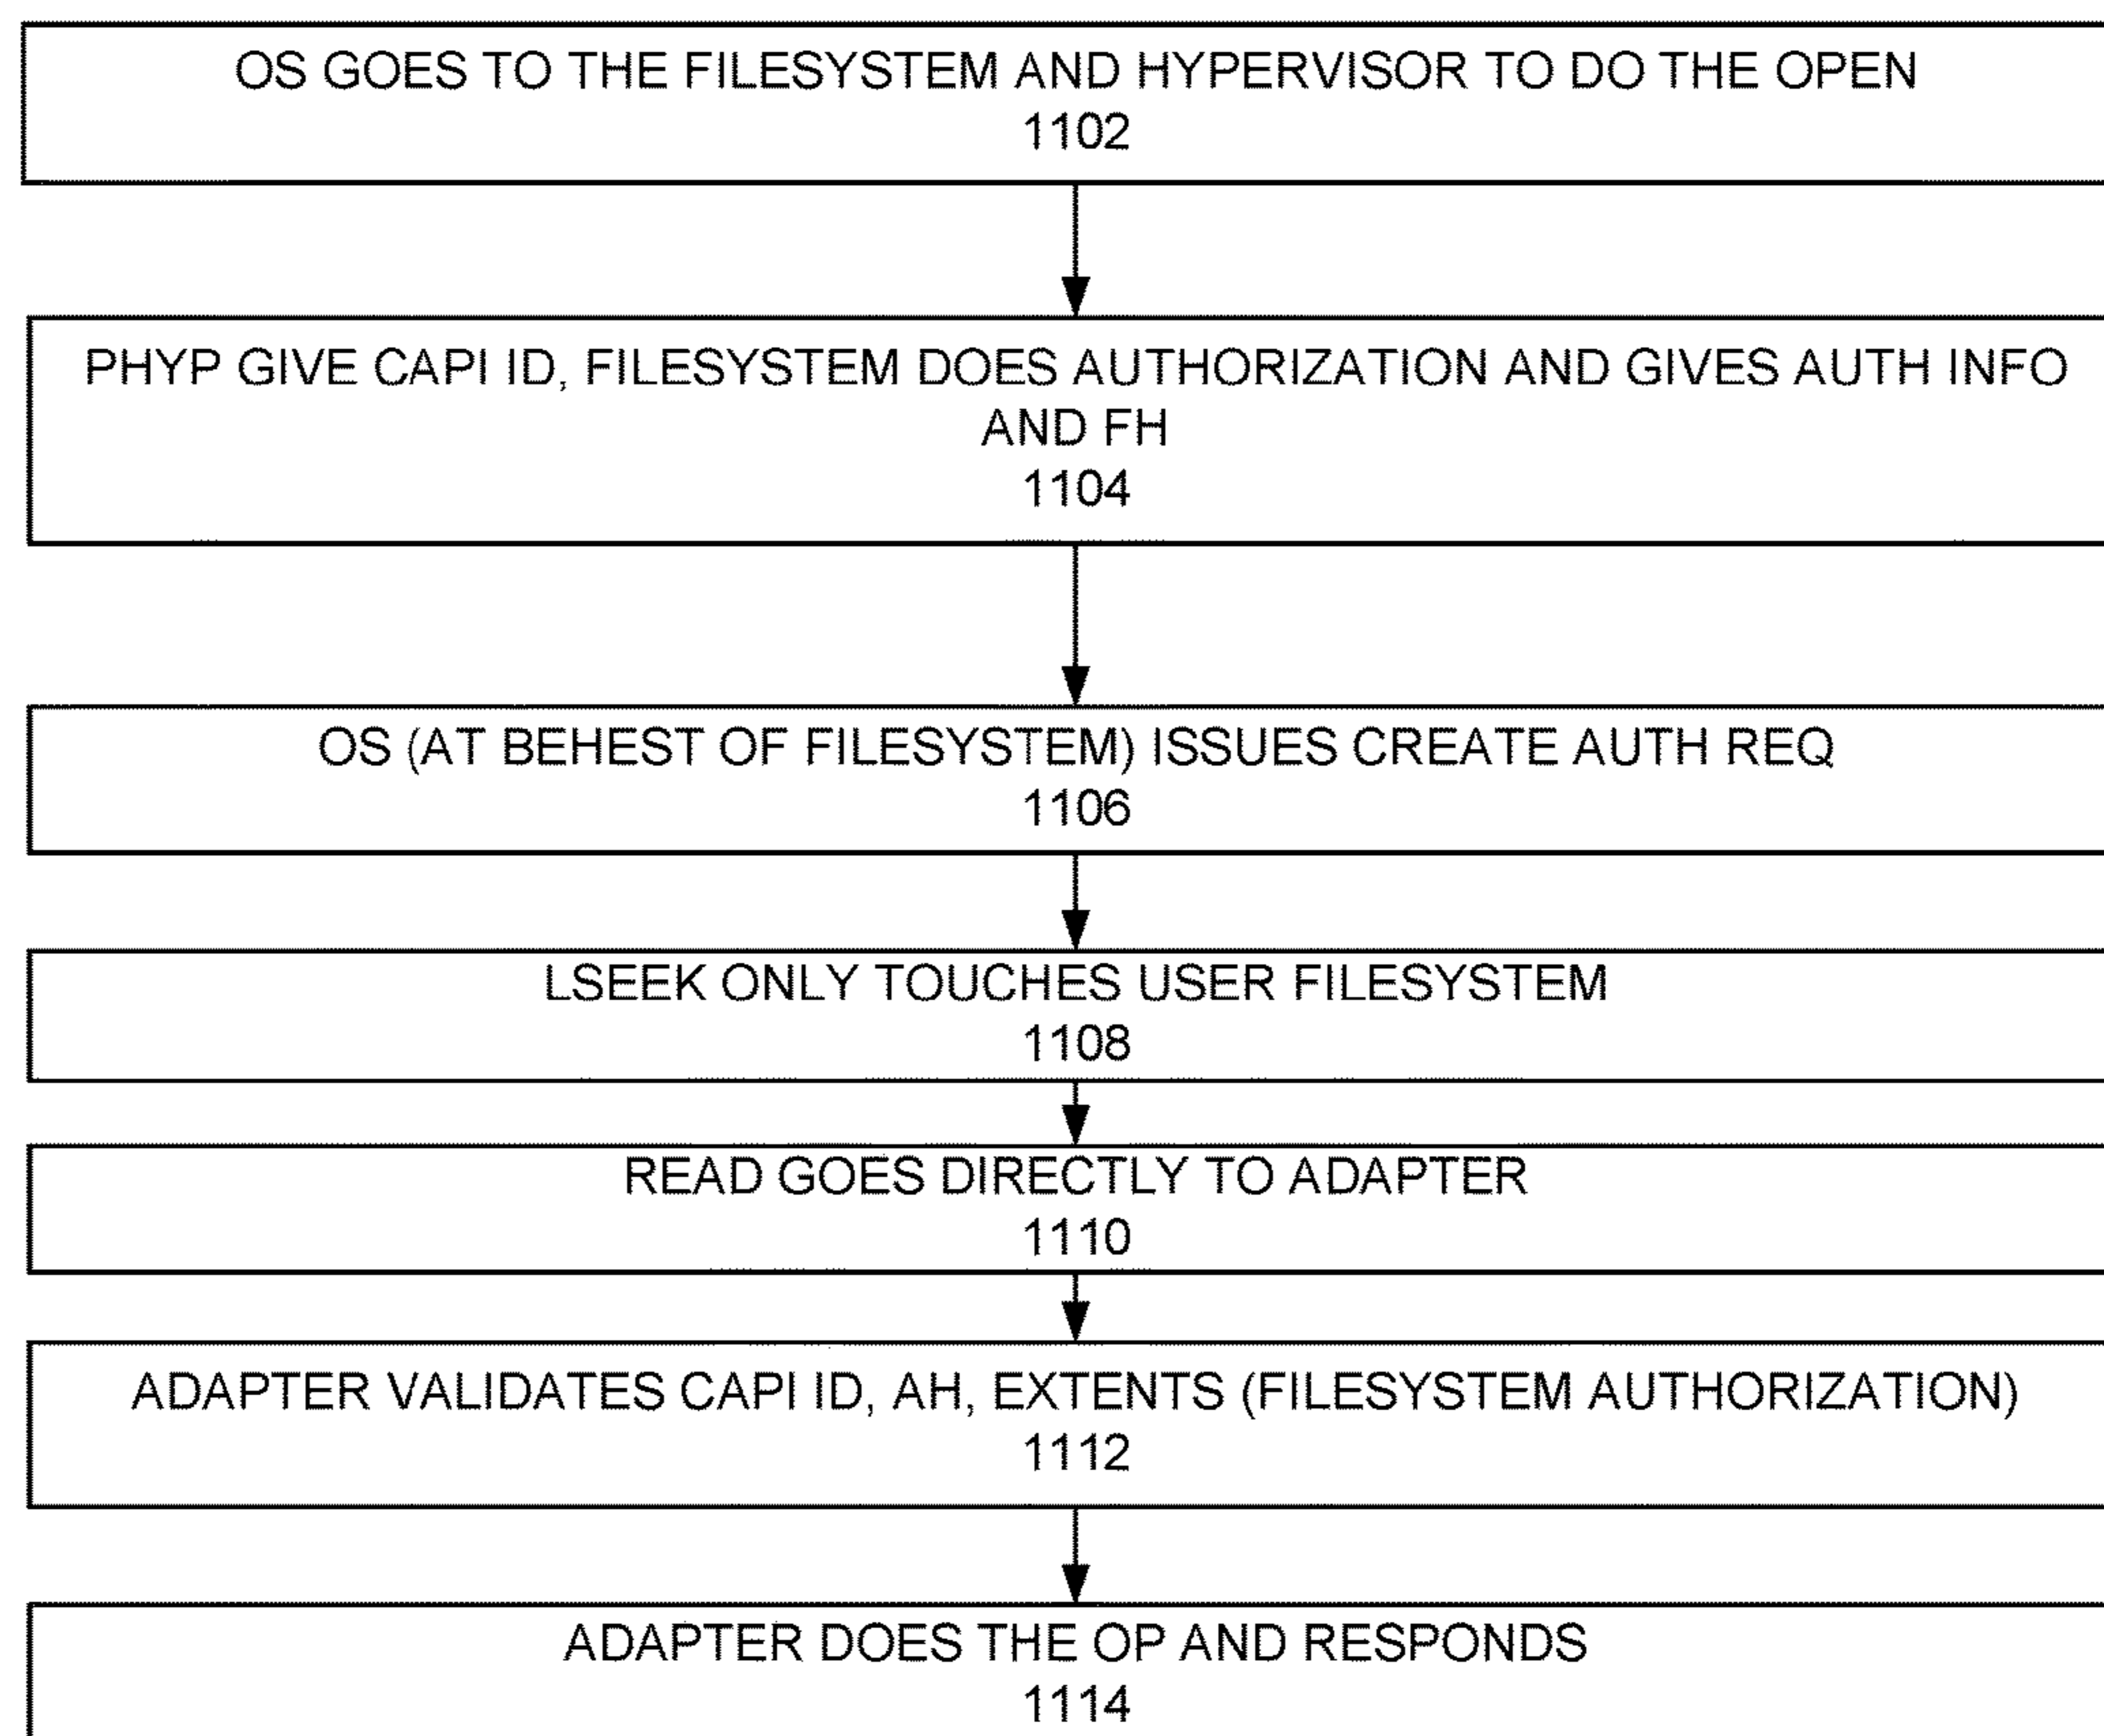 OS GOES TO THE FILESYSTEM AND HYPERVISOR TO DO THE OPEN
1102
PHYP GIVE CAPI ID, FILESYSTEM DOES AUTHORIZATION AND GIVES AUTH INFO
AND FH
1104
OS (AT BEHEST OF FILESYSTEM) ISSUES CREATE AUTH REQ
1106
LSEEK ONLY TOUCHES USER FILESYSTEM
1108
READ GOES DIRECTLY TO ADAPTER
1110
ADAPTER VALIDATES CAPI ID, AH, EXTENTS (FILESYSTEM AUTHORIZATION)
1112
ADAPTER DOES THE OP AND RESPONDS
1114